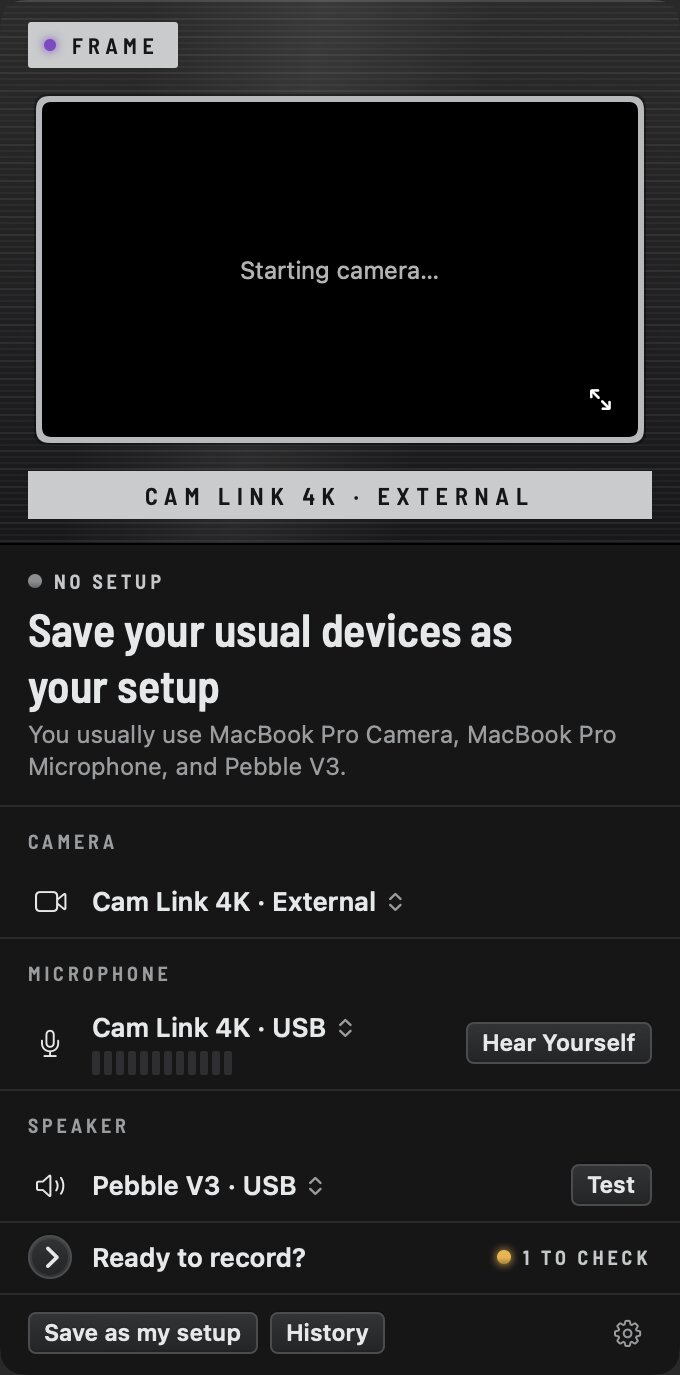 FRAME
Starting camera...
CAM LINK 4K · EXTERNAL
NO SETUP
Save your usual devices as
your setup
You usually use MacBook Pro Camera, MacBook Pro
Microphone, and Pebble V3.
CAMERA
Cam Link 4K · External
MICROPHONE
Cam Link 4K · USB
Hear Yourself
SPEAKER
Pebble V3 · USB
Test
Ready to record?
1 TO CHECK
Save as my setup
History